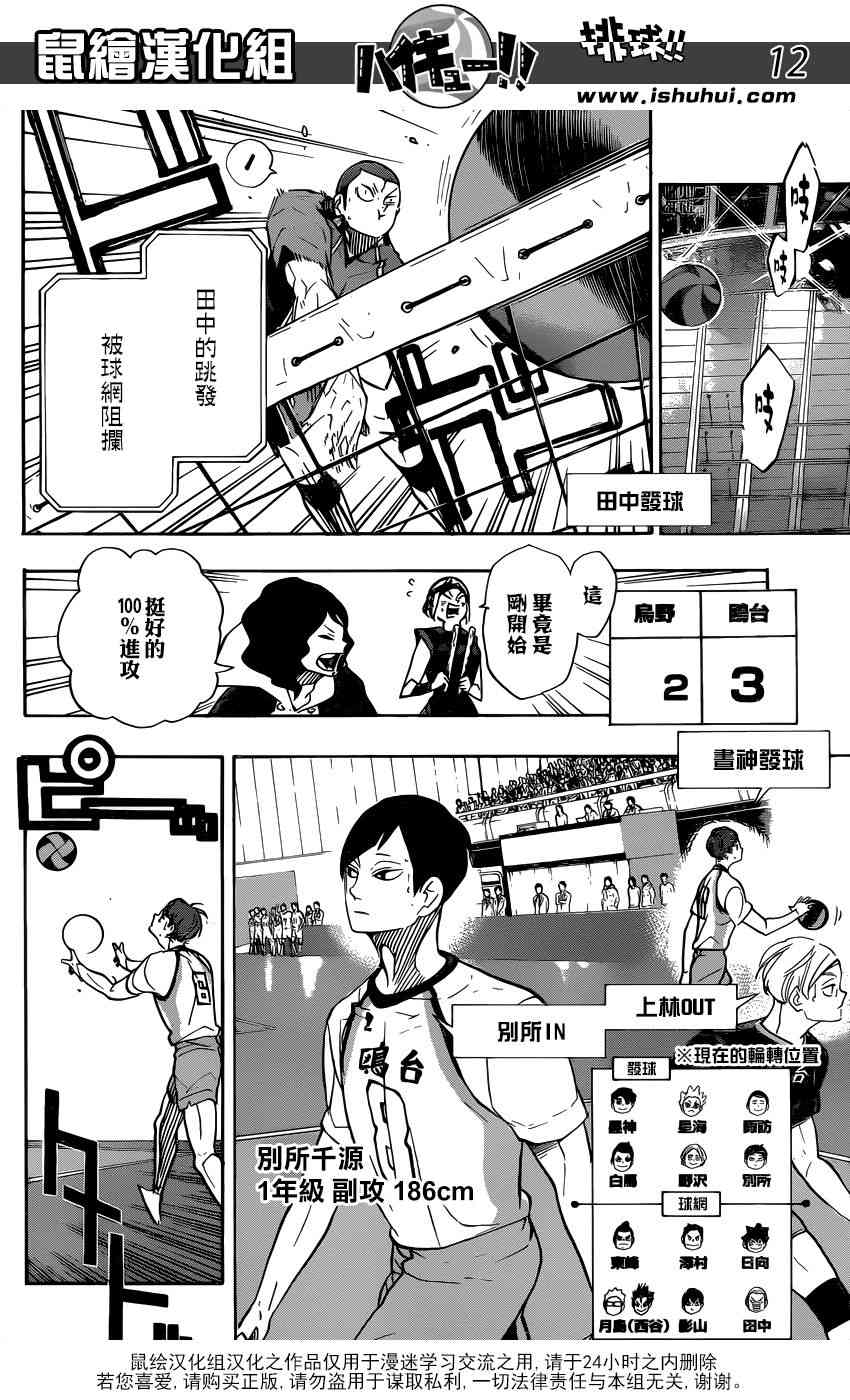 鼠繪漢化組
ハイキュー!!
排球!!
12
www.ishuhui.com
吱
吱
吱
田中發球
田中的跳發
被球網阻攔
烏野
鷗台
2
3
這
畢竟是
剛開始
挺好的
100%進攻
晝神發球
上林OUT
別所IN
鷗台
別所千源
1年級 副攻 186cm
※現在的輪轉位置
發球
晝神
星海
諏訪
白馬
野沢
別所
球網
東峰
澤村
日向
月島(西谷)
影山
田中
ピッ
ダダッ
鼠绘汉化组汉化之作品仅用于漫迷学习交流之用, 请于24小时之内删除
若您喜爱, 请购买正版, 请勿盗用于谋取私利, 一切法律责任与本组无关, 谢谢.